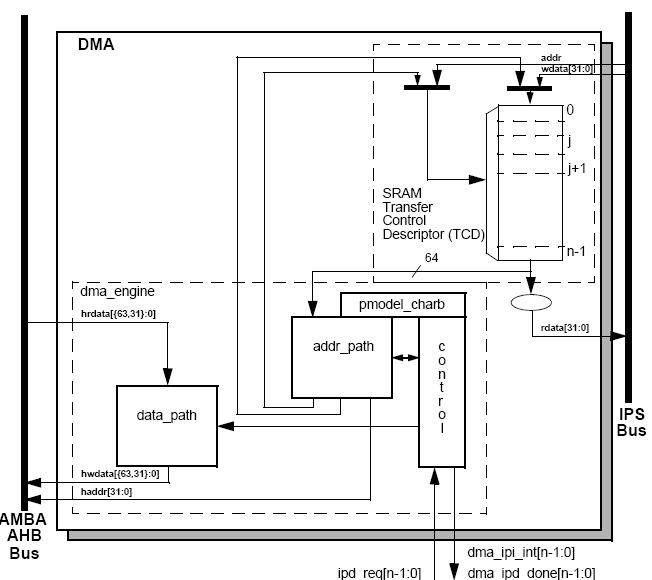 DMA
addr
wdata[31:0]
0
j
j+1
n-1
SRAM
Transfer
Control
Descriptor (TCD)
64
dma_engine
pmodel_charb
hrdata[{63,31}:0]
addr_path
control
rdata[31:0]
data_path
IPS
Bus
hwdata[{63,31}:0]
haddr[31:0]
AMBA
AHB
Bus
dma_ipi_int[n-1:0]
ipd_req[n-1:0]
dma_ipd_done[n-1:0]